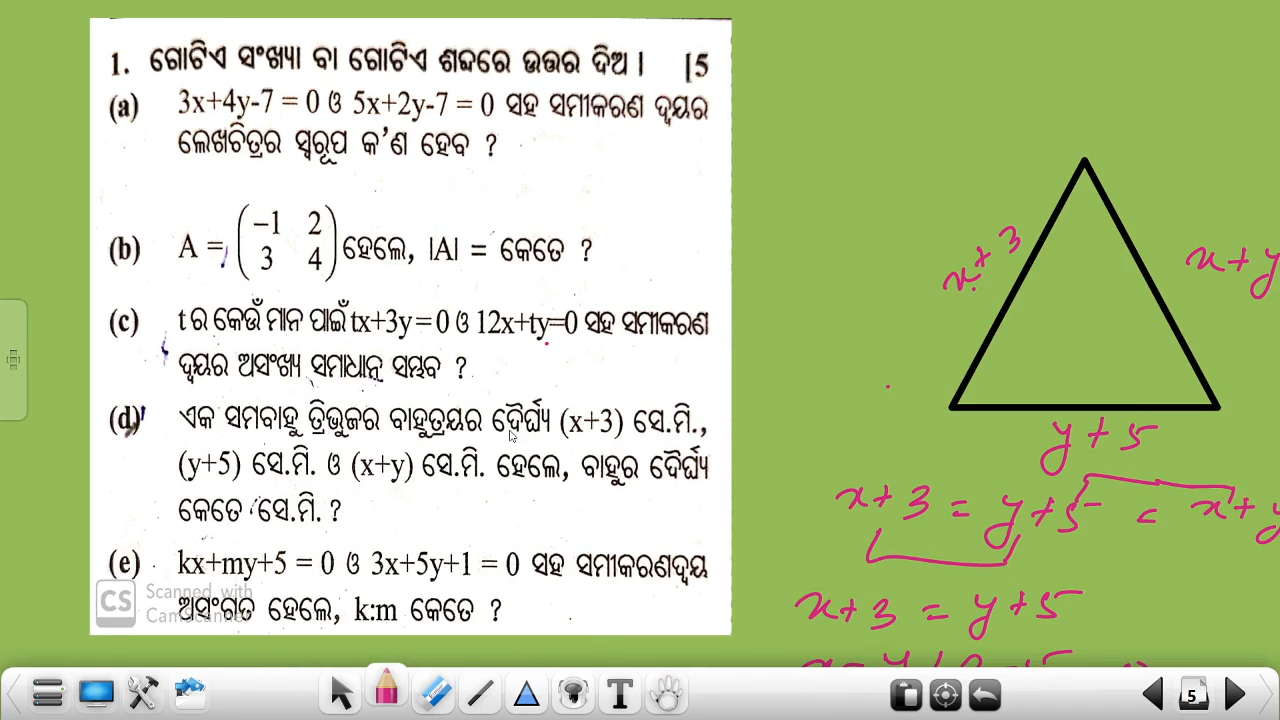 1. ଗୋଟିଏ ସଂଖ୍ୟା ବା ଗୋଟିଏ ଶବ୍ଦରେ ଉତ୍ତର ଦିଅ । [5
(a) 3x+4y-7 = 0 ଓ 5x+2y-7 = 0 ସହ ସମୀକରଣ ଦ୍ୱୟର
ଲେଖଚିତ୍ରର ସ୍ୱରୂପ କ'ଣ ହେବ ?
(b) A = (−1 2
3 4) ହେଲେ, |A| = କେତେ ?
(c) t ର କେଉଁ ମାନ ପାଇଁ tx+3y=0 ଓ 12x+ty=0 ସହ ସମୀକରଣ
ଦ୍ୱୟର ଅସଂଖ୍ୟ ସମାଧାନ ସମ୍ଭବ ?
(d) ଏକ ସମବାହୁ ତ୍ରିଭୁଜର ବାହୁତ୍ରୟର ଦୈର୍ଘ୍ୟ (x+3) ସେ.ମି.,
(y+5) ସେ.ମି. ଓ (x+y) ସେ.ମି. ହେଲେ, ବାହୁର ଦୈର୍ଘ୍ୟ
କେତେ ସେ.ମି. ?
(e) kx+my+5 = 0 ଓ 3x+5y+1 = 0 ସହ ସମୀକରଣଦ୍ୱୟ
ଅସଂଗତ ହେଲେ, k:m କେତେ ?
CS Scanned with
CamScanner
x+3
x+y
y+5
x+3 = y+5 = x+y
x+3 = y+5
5